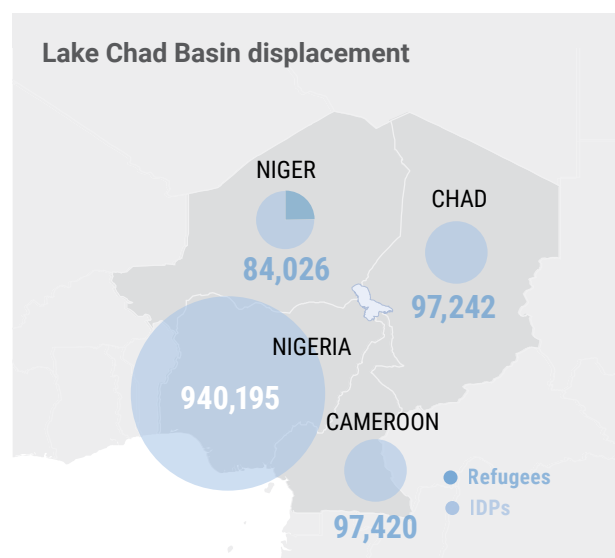 Lake Chad Basin displacement
NIGER
84,026
CHAD
97,242
NIGERIA
940,195
CAMEROON
97,420
Refugees
IDPs